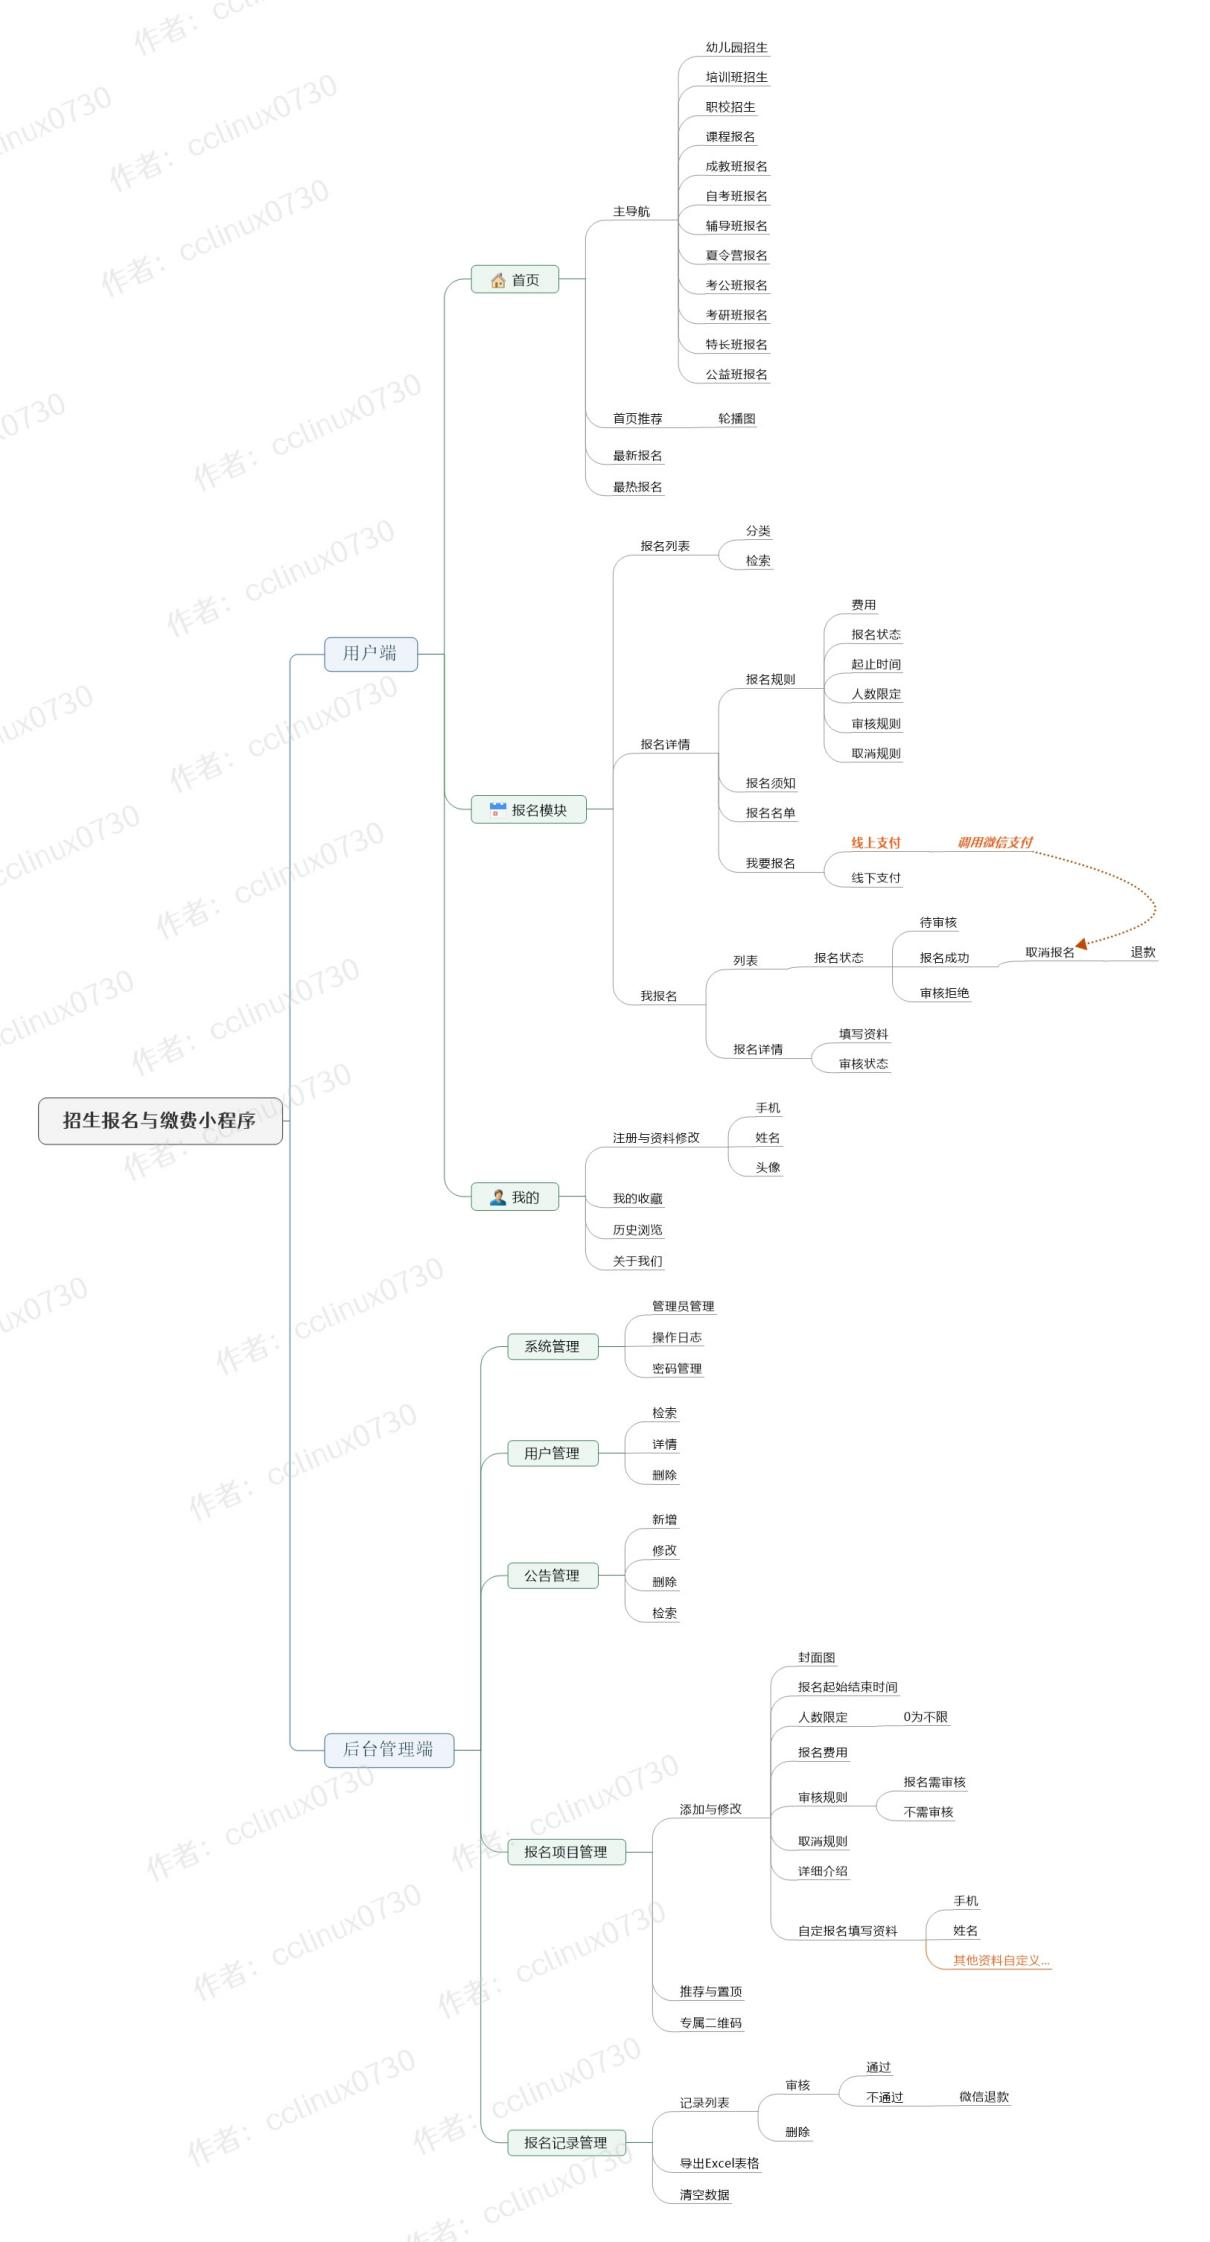 招生报名与缴费小程序
用户端
首页
主导航
幼儿园招生
培训班招生
职校招生
课程报名
成教班报名
自考班报名
辅导班报名
夏令营报名
考公班报名
考研班报名
特长班报名
公益班报名
首页推荐
轮播图
最新报名
最热报名
报名模块
报名列表
分类
检索
报名详情
报名规则
费用
报名状态
起止时间
人数限定
审核规则
取消规则
报名须知
报名名单
我要报名
线上支付
调用微信支付
线下支付
我报名
列表
报名状态
待审核
报名成功
取消报名
退款
审核拒绝
报名详情
填写资料
审核状态
我的
注册与资料修改
手机
姓名
头像
我的收藏
历史浏览
关于我们
后台管理端
系统管理
管理员管理
操作日志
密码管理
用户管理
检索
详情
删除
公告管理
新增
修改
删除
检索
报名项目管理
添加与修改
封面图
报名起始结束时间
人数限定
0为不限
报名费用
审核规则
报名需审核
不需审核
取消规则
详细介绍
自定报名填写资料
手机
姓名
其他资料自定义...
推荐与置顶
专属二维码
报名记录管理
记录列表
审核
通过
不通过
微信退款
删除
导出Excel表格
清空数据
作者：cclinux0730